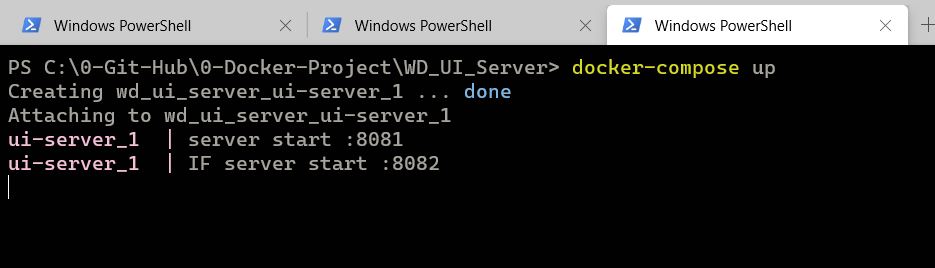 Windows PowerShell
Windows PowerShell
Windows PowerShell
PS C:\0-Git-Hub\0-Docker-Project\WD_UI_Server> docker-compose up
Creating wd_ui_server_ui-server_1 ... done
Attaching to wd_ui_server_ui-server_1
ui-server_1  | server start :8081
ui-server_1  | IF server start :8082